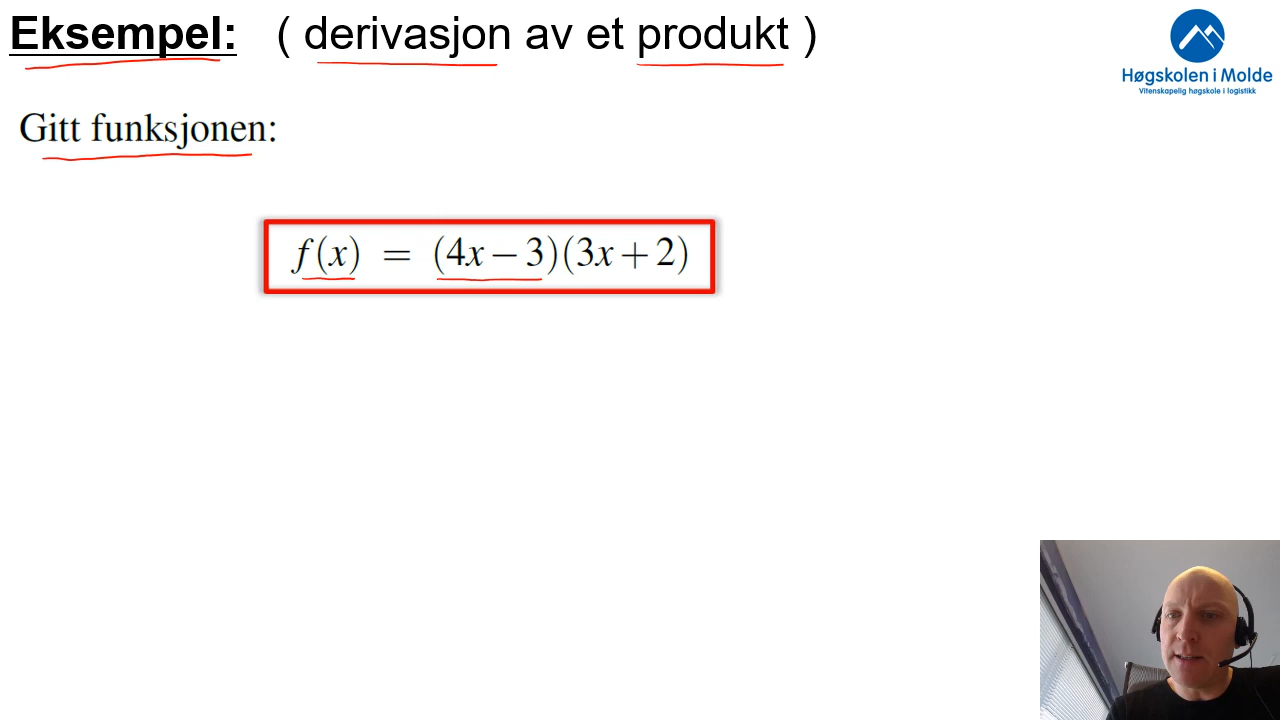 Eksempel: ( derivasjon av et produkt )
Høgskolen i Molde
Vitenskapelig høgskole i logistikk
Gitt funksjonen:
f(x) = (4x − 3)(3x + 2)